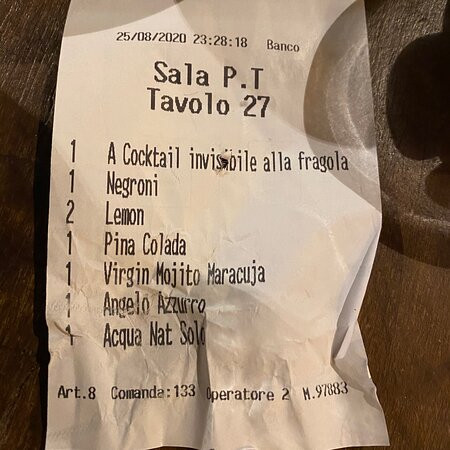 25/08/2020 23:28:18 Banco
Sala P.T
Tavolo 27
1 A Cocktail invisibile alla fragola
1 Negroni
2 Lemon
1 Pina Colada
1 Virgin Mojito Maracuja
1 Angelo Azzurro
1 Acqua Nat Solo
Art.8 Comanda:133 Operatore 2 M.97883